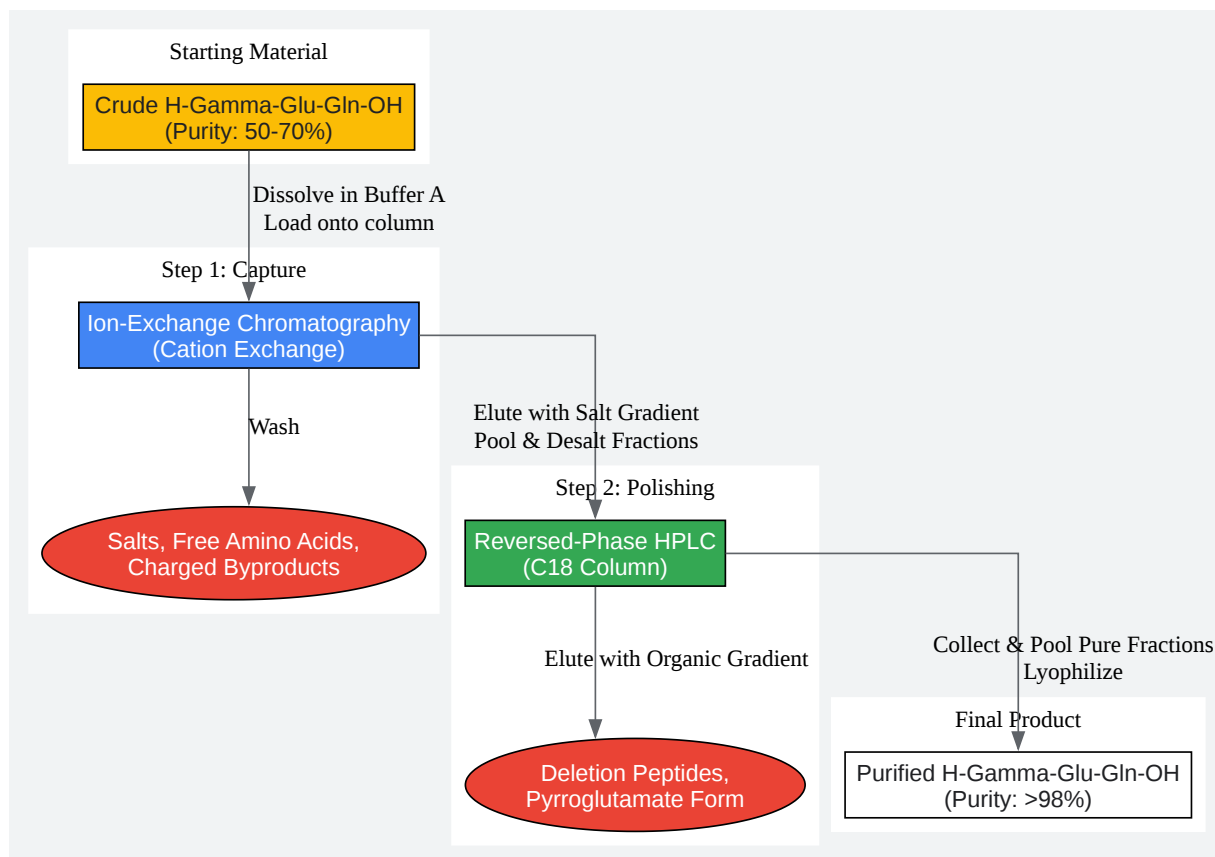 Starting Material
Crude H-Gamma-Glu-Gln-OH
(Purity: 50-70%)
Dissolve in Buffer A
Load onto column
Step 1: Capture
Ion-Exchange Chromatography
(Cation Exchange)
Wash
Salts, Free Amino Acids,
Charged Byproducts
Elute with Salt Gradient
Pool & Desalt Fractions
Step 2: Polishing
Reversed-Phase HPLC
(C18 Column)
Elute with Organic Gradient
Deletion Peptides,
Pyrroglutamate Form
Collect & Pool Pure Fractions
Lyophilize
Final Product
Purified H-Gamma-Glu-Gln-OH
(Purity: >98%)